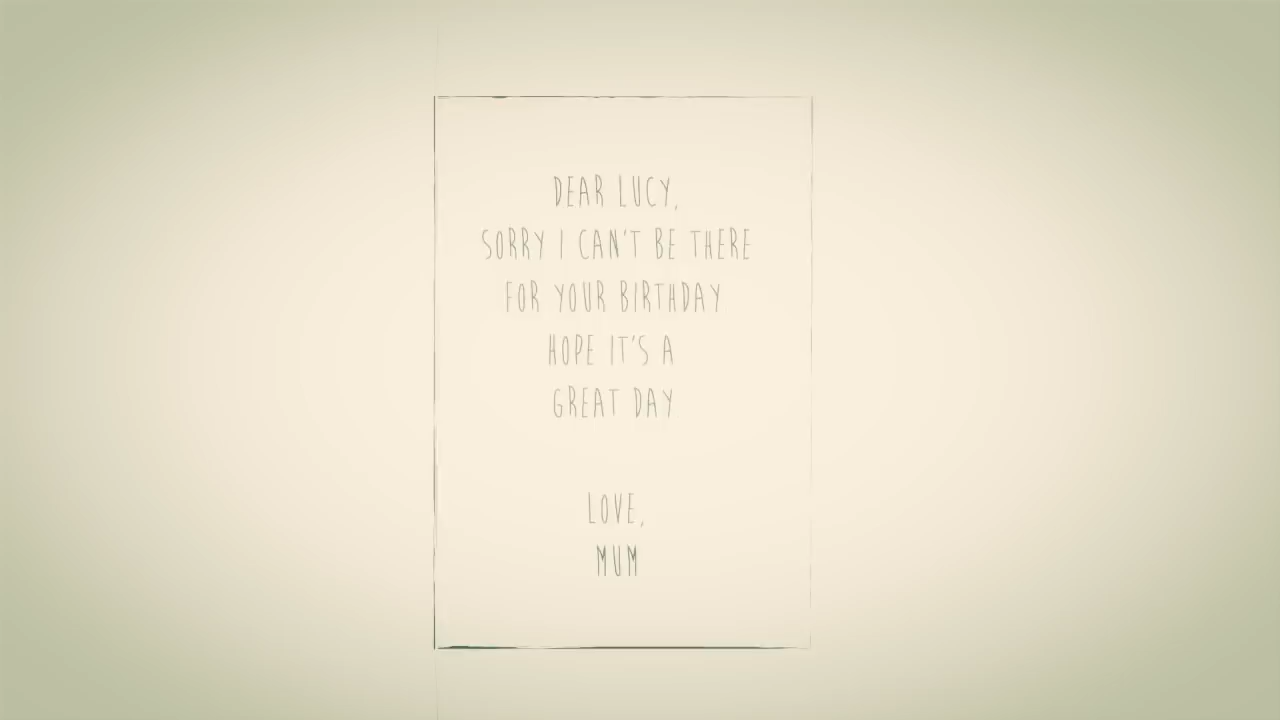 DEAR LUCY,
SORRY I CAN'T BE THERE
FOR YOUR BIRTHDAY
HOPE IT'S A
GREAT DAY
LOVE,
MUM